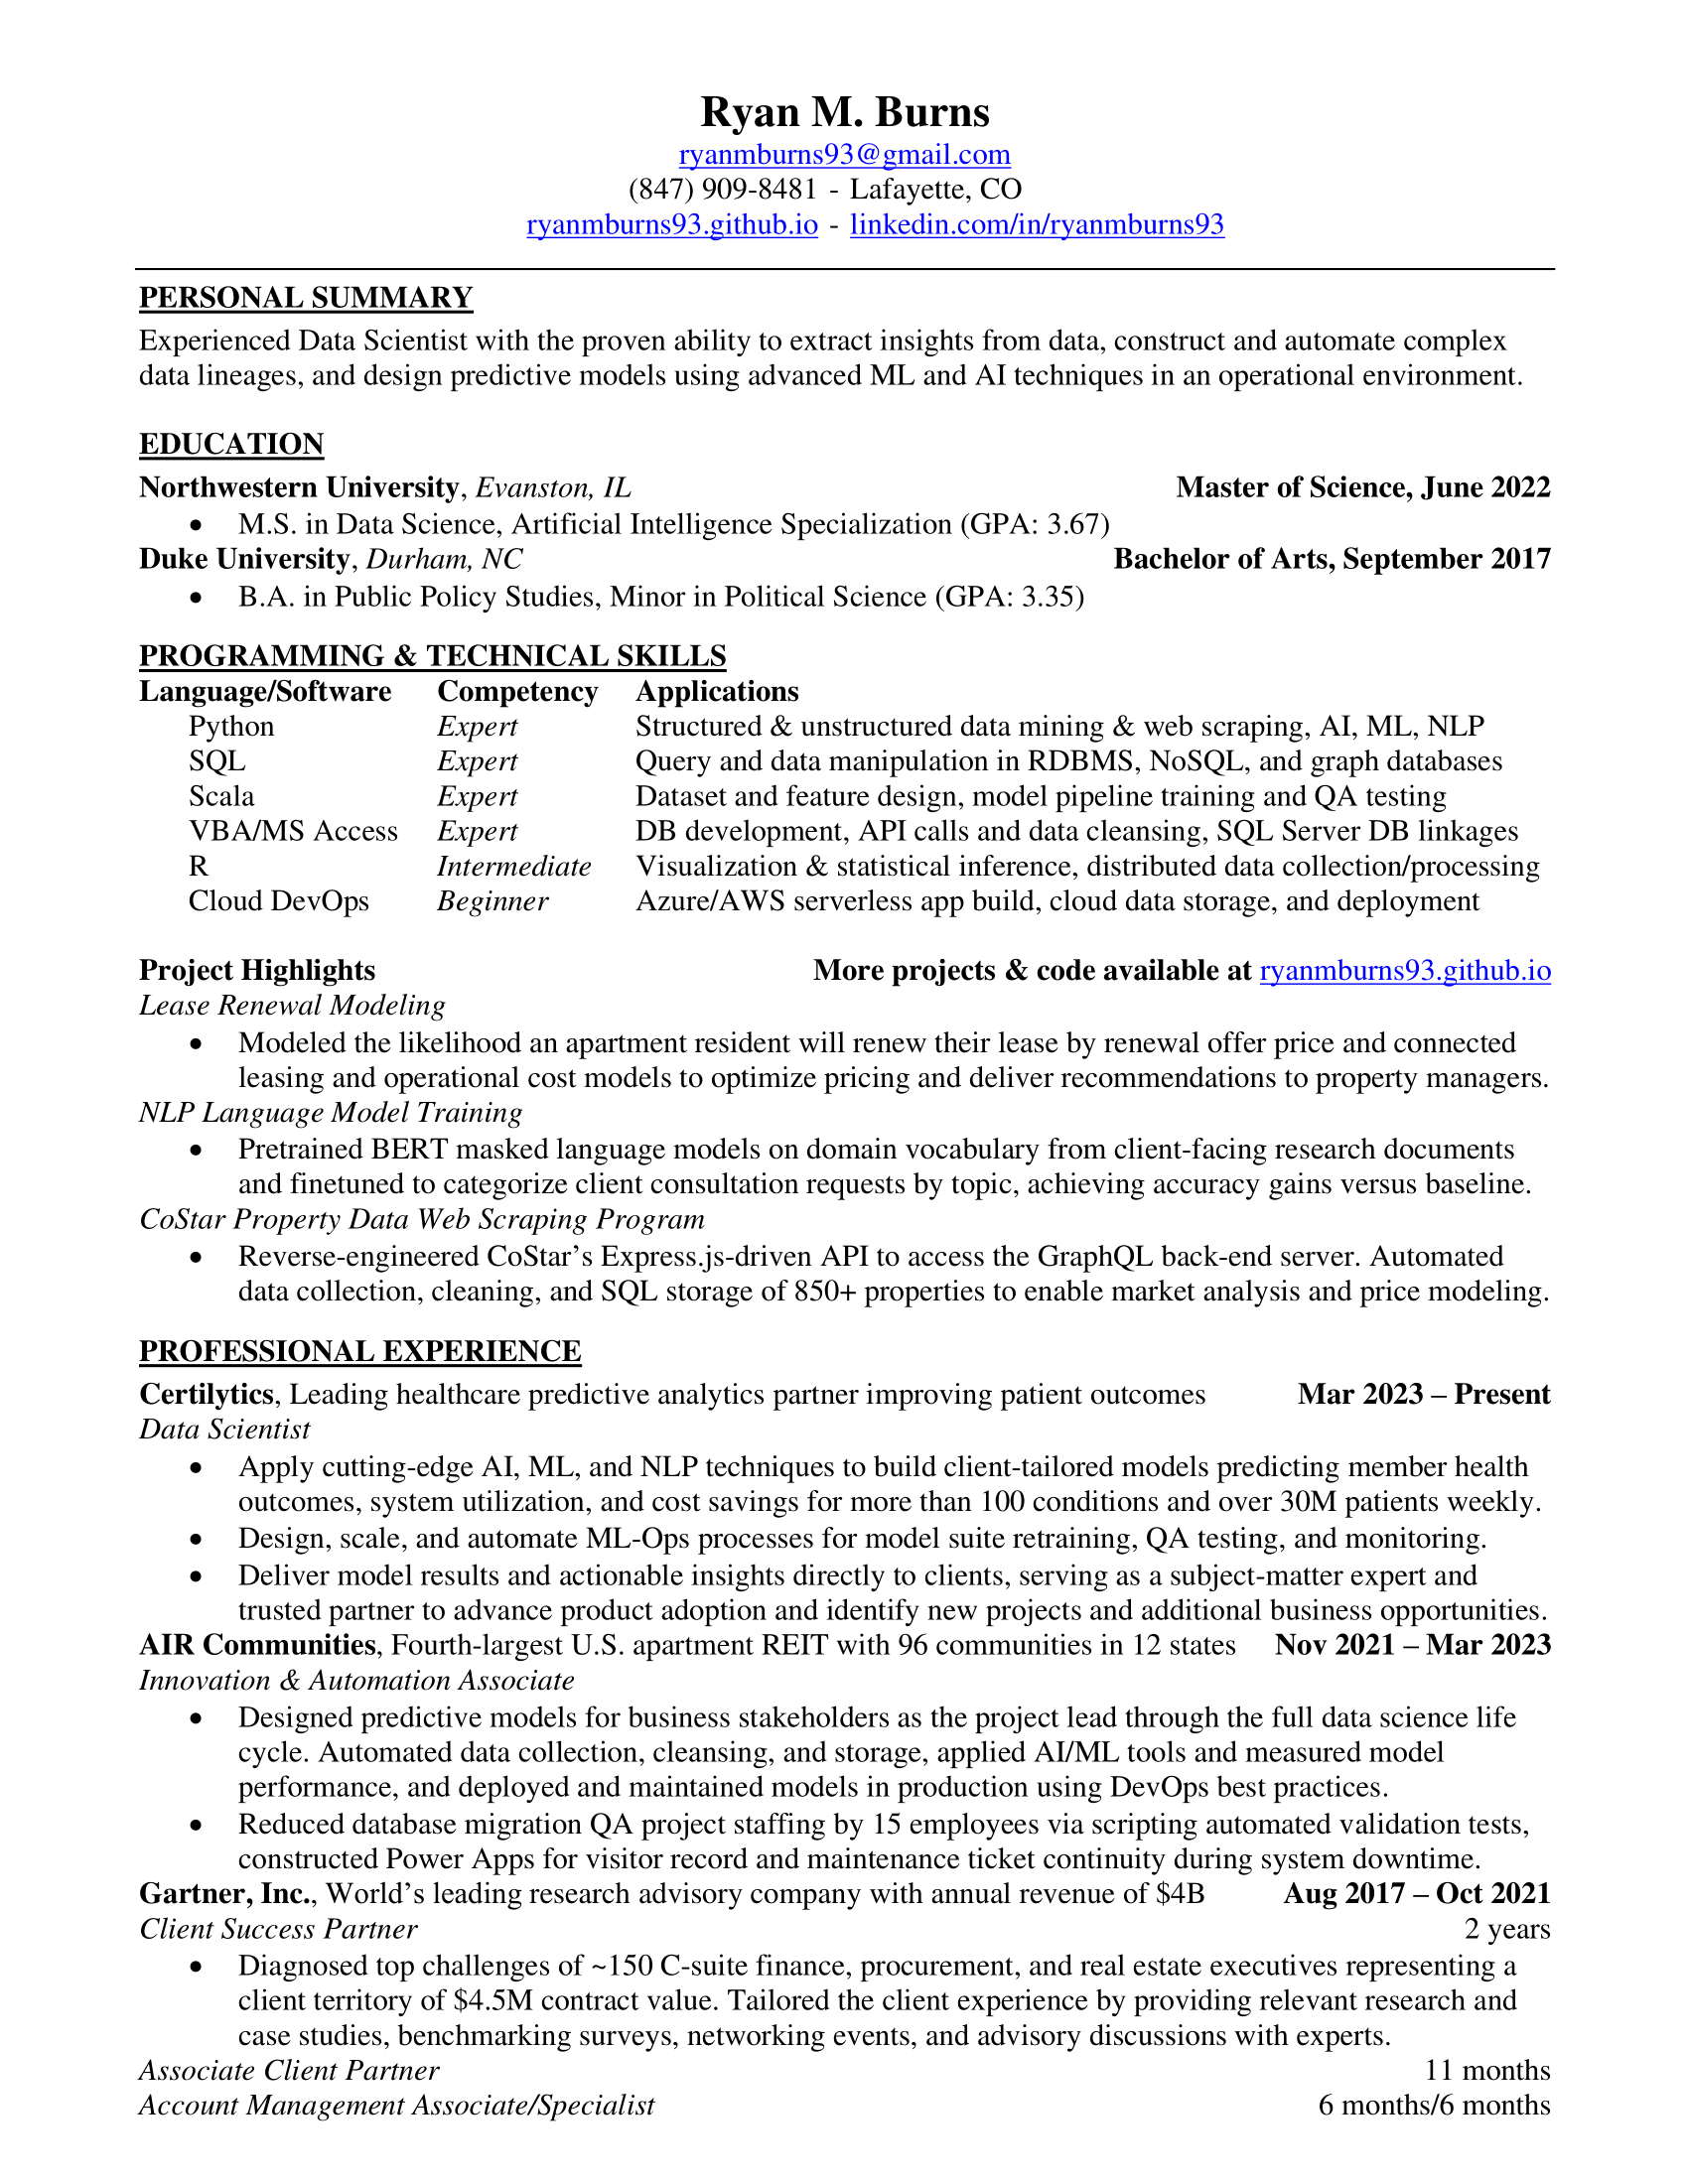 Ryan M. Burns
ryanmburns93@gmail.com
(847) 909-8481 - Lafayette, CO
ryanmburns93.github.io - linkedin.com/in/ryanmburns93
PERSONAL SUMMARY
Experienced Data Scientist with the proven ability to extract insights from data, construct and automate complex
data lineages, and design predictive models using advanced ML and AI techniques in an operational environment.
EDUCATION
Northwestern University, Evanston, IL Master of Science, June 2022
• M.S. in Data Science, Artificial Intelligence Specialization (GPA: 3.67)
Duke University, Durham, NC Bachelor of Arts, September 2017
• B.A. in Public Policy Studies, Minor in Political Science (GPA: 3.35)
PROGRAMMING & TECHNICAL SKILLS
Language/Software Competency Applications
Python Expert Structured & unstructured data mining & web scraping, AI, ML, NLP
SQL Expert Query and data manipulation in RDBMS, NoSQL, and graph databases
Scala Expert Dataset and feature design, model pipeline training and QA testing
VBA/MS Access Expert DB development, API calls and data cleansing, SQL Server DB linkages
R Intermediate Visualization & statistical inference, distributed data collection/processing
Cloud DevOps Beginner Azure/AWS serverless app build, cloud data storage, and deployment
Project Highlights More projects & code available at ryanmburns93.github.io
Lease Renewal Modeling
• Modeled the likelihood an apartment resident will renew their lease by renewal offer price and connected
leasing and operational cost models to optimize pricing and deliver recommendations to property managers.
NLP Language Model Training
• Pretrained BERT masked language models on domain vocabulary from client-facing research documents
and finetuned to categorize client consultation requests by topic, achieving accuracy gains versus baseline.
CoStar Property Data Web Scraping Program
• Reverse-engineered CoStar’s Express.js-driven API to access the GraphQL back-end server. Automated
data collection, cleaning, and SQL storage of 850+ properties to enable market analysis and price modeling.
PROFESSIONAL EXPERIENCE
Certilytics, Leading healthcare predictive analytics partner improving patient outcomes Mar 2023 – Present
Data Scientist
• Apply cutting-edge AI, ML, and NLP techniques to build client-tailored models predicting member health
outcomes, system utilization, and cost savings for more than 100 conditions and over 30M patients weekly.
• Design, scale, and automate ML-Ops processes for model suite retraining, QA testing, and monitoring.
• Deliver model results and actionable insights directly to clients, serving as a subject-matter expert and
trusted partner to advance product adoption and identify new projects and additional business opportunities.
AIR Communities, Fourth-largest U.S. apartment REIT with 96 communities in 12 states Nov 2021 – Mar 2023
Innovation & Automation Associate
• Designed predictive models for business stakeholders as the project lead through the full data science life
cycle. Automated data collection, cleansing, and storage, applied AI/ML tools and measured model
performance, and deployed and maintained models in production using DevOps best practices.
• Reduced database migration QA project staffing by 15 employees via scripting automated validation tests,
constructed Power Apps for visitor record and maintenance ticket continuity during system downtime.
Gartner, Inc., World’s leading research advisory company with annual revenue of $4B Aug 2017 – Oct 2021
Client Success Partner 2 years
• Diagnosed top challenges of ~150 C-suite finance, procurement, and real estate executives representing a
client territory of $4.5M contract value. Tailored the client experience by providing relevant research and
case studies, benchmarking surveys, networking events, and advisory discussions with experts.
Associate Client Partner 11 months
Account Management Associate/Specialist 6 months/6 months